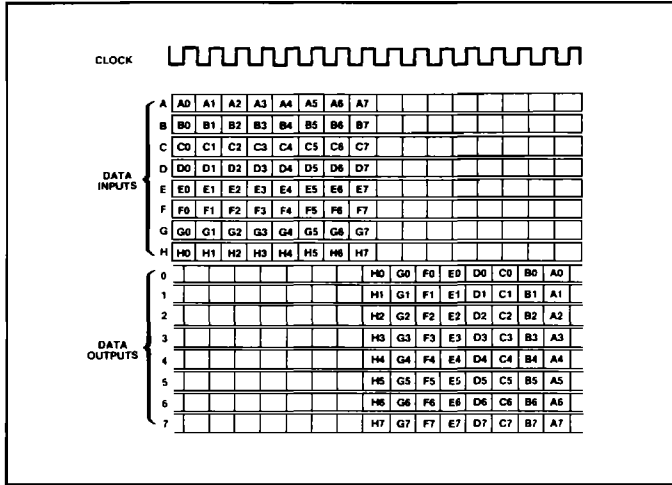 CLOCK
DATA
INPUTS
A A0 A1 A2 A3 A4 A5 A6 A7
B B0 B1 B2 B3 B4 B5 B6 B7
C C0 C1 C2 C3 C4 C5 C6 C7
D D0 D1 D2 D3 D4 D5 D6 D7
E E0 E1 E2 E3 E4 E5 E6 E7
F F0 F1 F2 F3 F4 F5 F6 F7
G G0 G1 G2 G3 G4 G5 G6 G7
H H0 H1 H2 H3 H4 H5 H6 H7
DATA
OUTPUTS
0 H0 G0 F0 E0 D0 C0 B0 A0
1 H1 G1 F1 E1 D1 C1 B1 A1
2 H2 G2 F2 E2 D2 C2 B2 A2
3 H3 G3 F3 E3 D3 C3 B3 A3
4 H4 G4 F4 E4 D4 C4 B4 A4
5 H5 G5 F5 E5 D5 C5 B5 A5
6 H6 G6 F6 E6 D6 C6 B6 A6
7 H7 G7 F7 E7 D7 C7 B7 A7